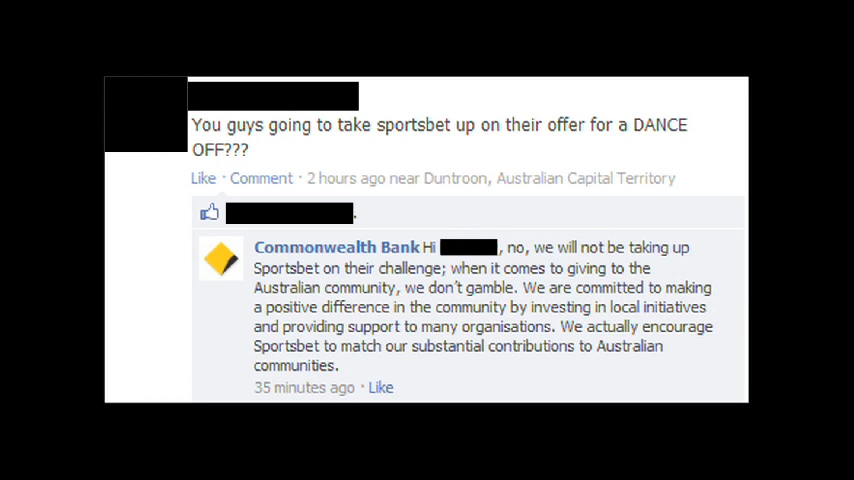 You guys going to take sportsbet up on their offer for a DANCE
OFF???
Like · Comment · 2 hours ago near Duntroon, Australian Capital Territory
.
Commonwealth Bank Hi , no, we will not be taking up
Sportsbet on their challenge; when it comes to giving to the
Australian community, we don't gamble. We are committed to making
a positive difference in the community by investing in local initiatives
and providing support to many organisations. We actually encourage
Sportsbet to match our substantial contributions to Australian
communities.
35 minutes ago · Like